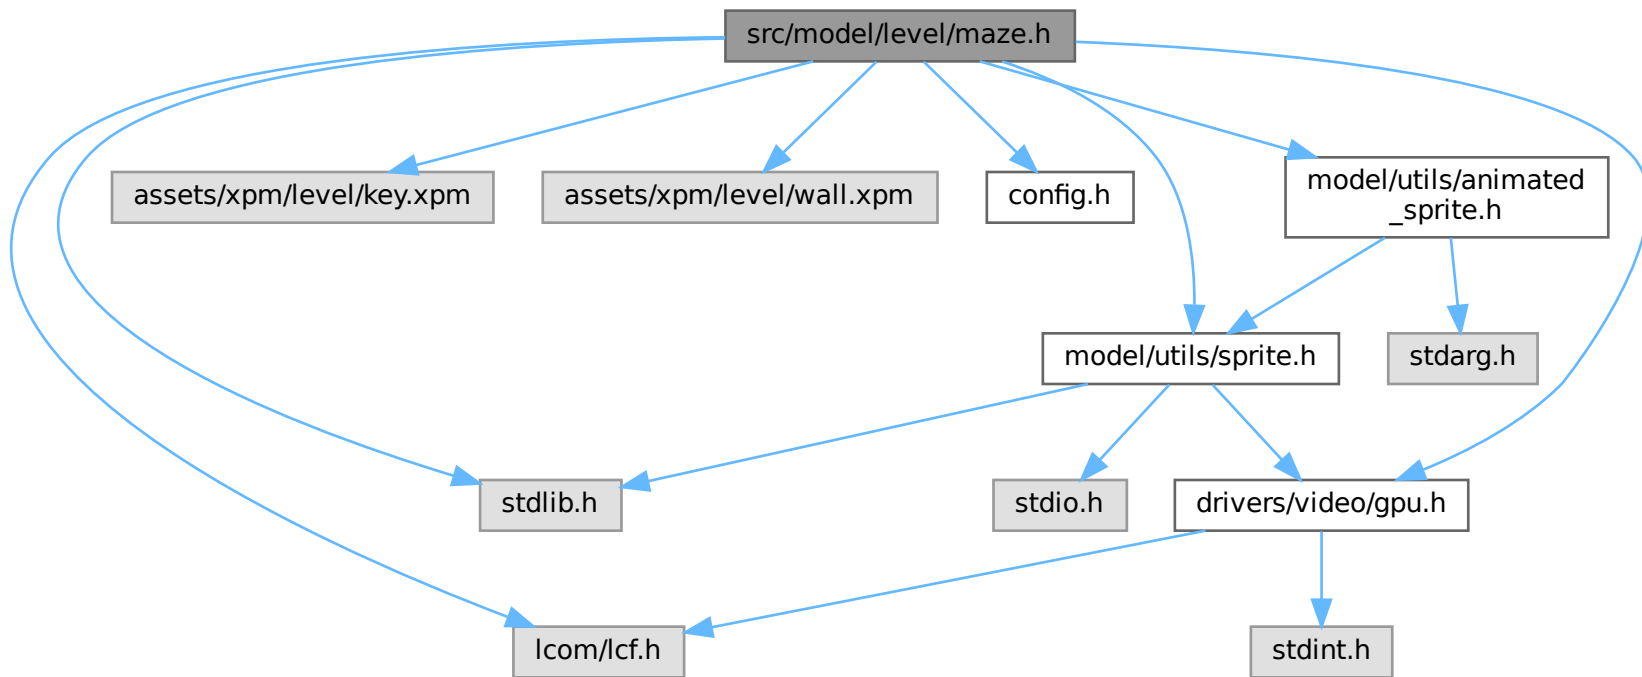 src/model/level/maze.h
assets/xpm/level/key.xpm
assets/xpm/level/wall.xpm
config.h
model/utils/animated
_sprite.h
model/utils/sprite.h
stdarg.h
stdlib.h
stdio.h
drivers/video/gpu.h
lcom/lcf.h
stdint.h